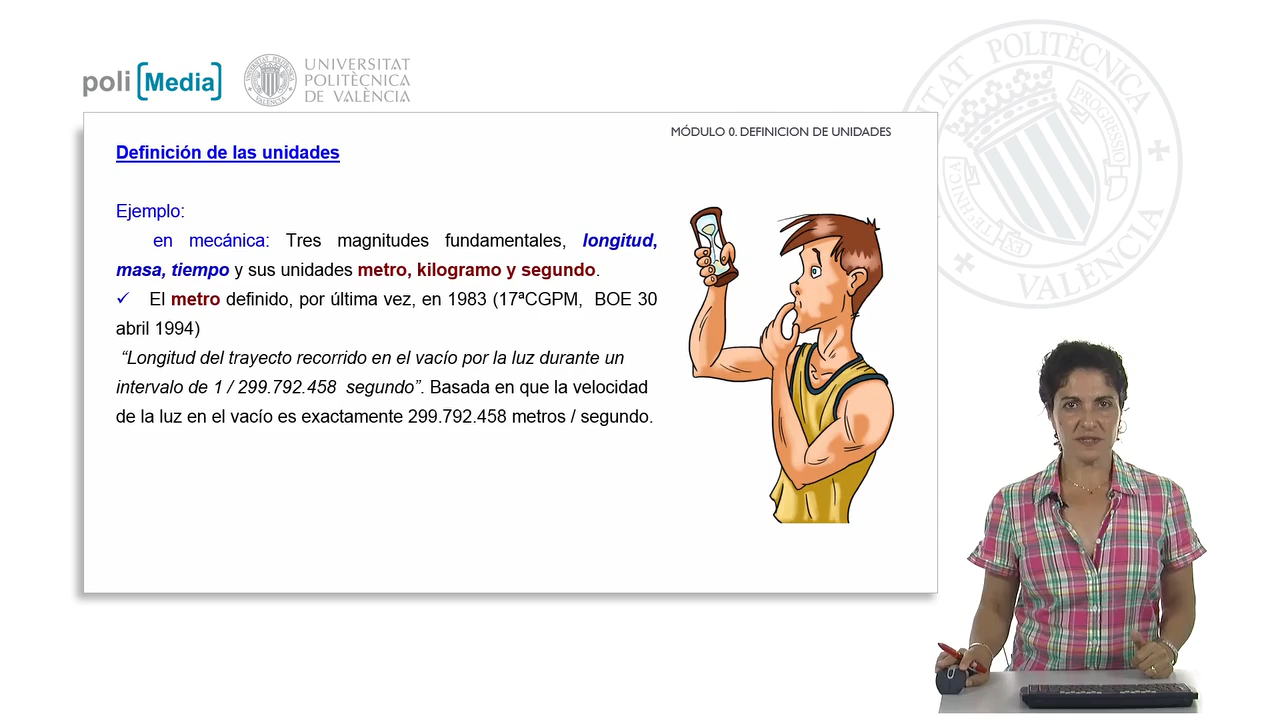 poli[Media]
UNIVERSITAT
POLITÈCNICA
DE VALÈNCIA
MÓDULO 0. DEFINICION DE UNIDADES
Definición de las unidades
Ejemplo:
en mecánica: Tres magnitudes fundamentales, longitud,
masa, tiempo y sus unidades metro, kilogramo y segundo.
✓ El metro definido, por última vez, en 1983 (17ªCGPM, BOE 30
abril 1994)
“Longitud del trayecto recorrido en el vacío por la luz durante un
intervalo de 1 / 299.792.458 segundo”. Basada en que la velocidad
de la luz en el vacío es exactamente 299.792.458 metros / segundo.
POLITÈCNICA
VALÈNCIA
PROGRESSIO